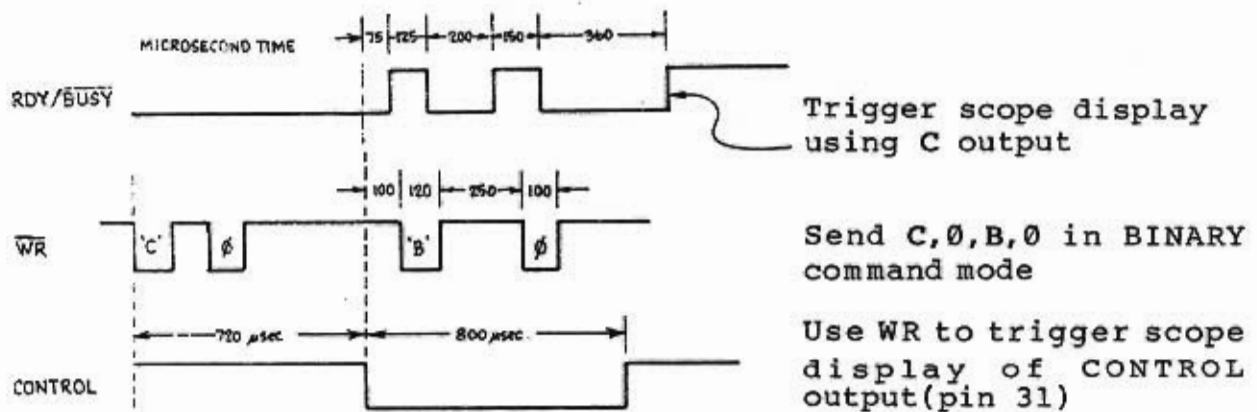 MICROSECOND TIME
75 125 200 150 360
RDY/BUSY
Trigger scope display
using C output
100 120 250 100
WR
'C' Ø 'B' Ø
Send C,Ø,B,0 in BINARY
command mode
720 µsec
800 µsec
Use WR to trigger scope
display of CONTROL
output(pin 31)
CONTROL